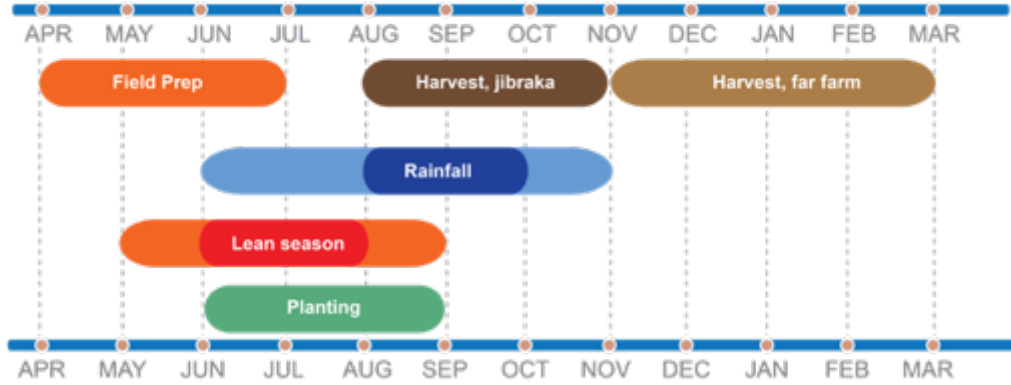 APR MAY JUN JUL AUG SEP OCT NOV DEC JAN FEB MAR
Field Prep Harvest, jibraka Harvest, far farm
Rainfall
Lean season
Planting
APR MAY JUN JUL AUG SEP OCT NOV DEC JAN FEB MAR